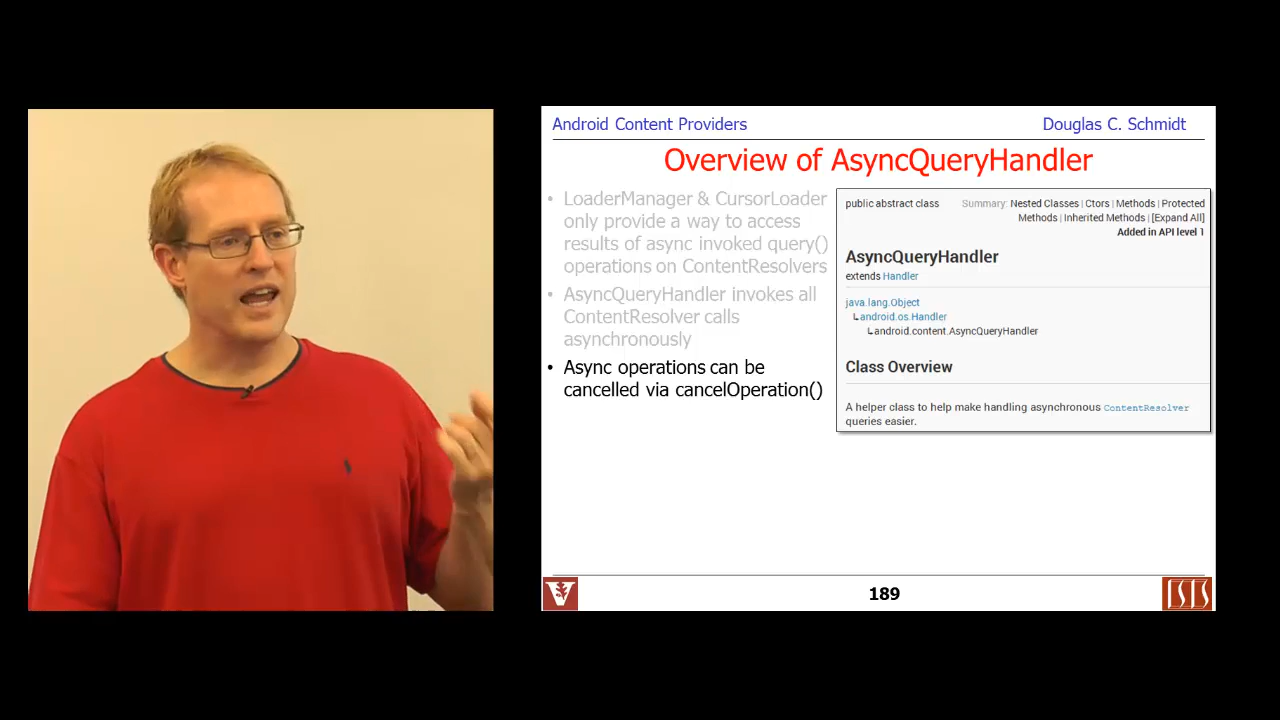 Android Content Providers
Douglas C. Schmidt
Overview of AsyncQueryHandler
• LoaderManager & CursorLoader
only provide a way to access
results of async invoked query()
operations on ContentResolvers
• AsyncQueryHandler invokes all
ContentResolver calls
asynchronously
• Async operations can be
cancelled via cancelOperation()
public abstract class
Summary: Nested Classes | Ctors | Methods | Protected
Methods | Inherited Methods | [Expand All]
Added in API level 1
AsyncQueryHandler
extends Handler
java.lang.Object
↳android.os.Handler
↳android.content.AsyncQueryHandler
Class Overview
A helper class to help make handling asynchronous ContentResolver
queries easier.
V
189
ISIS